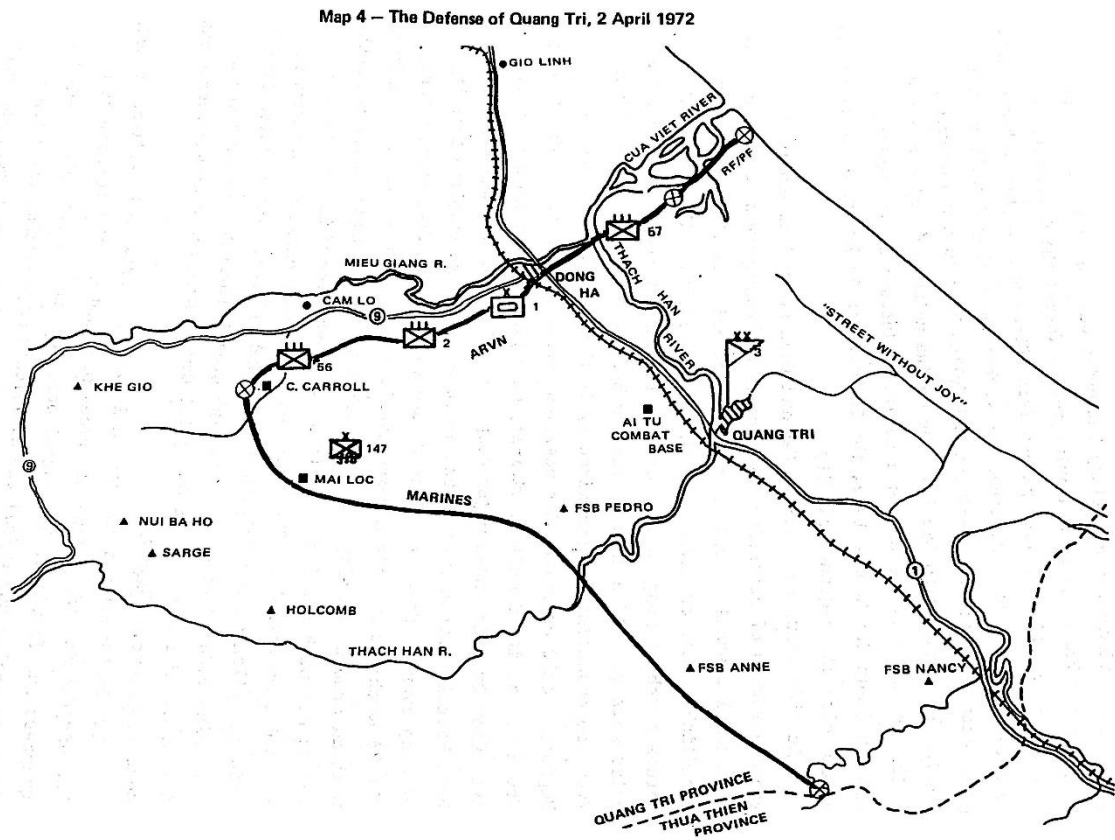 Map 4 — The Defense of Quang Tri, 2 April 1972
GIO LINH
CUA VIET RIVER
RF/PF
57
MIEU GIANG R.
DONG
HA
THACH
HAN
RIVER
CAM LO
9
1
2
ARVN
XX
3
"STREET WITHOUT JOY"
56
KHE GIO
C. CARROLL
AI TU
COMBAT
BASE
QUANG TRI
X
147
9
MAI LOC
MARINES
FSB PEDRO
NUI BA HO
SARGE
1
HOLCOMB
THACH HAN R.
FSB ANNE
FSB NANCY
QUANG TRI PROVINCE
THUA THIEN
PROVINCE